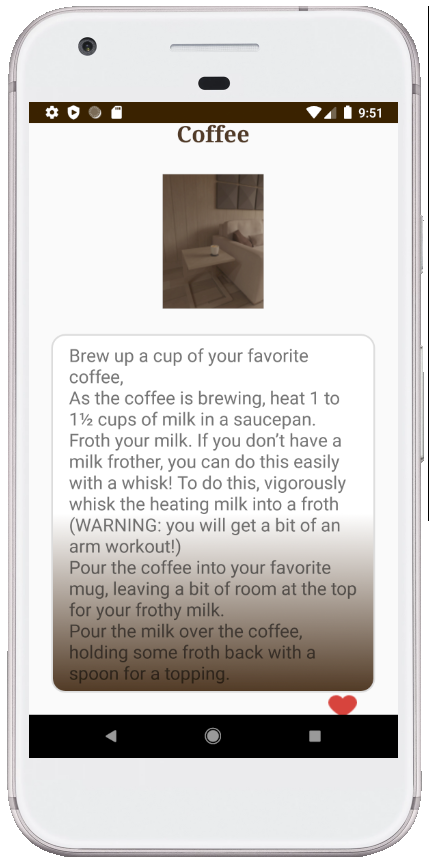 9:51
Coffee
Brew up a cup of your favorite
coffee,
As the coffee is brewing, heat 1 to
1½ cups of milk in a saucepan.
Froth your milk. If you don’t have a
milk frother, you can do this easily
with a whisk! To do this, vigorously
whisk the heating milk into a froth
(WARNING: you will get a bit of an
arm workout!)
Pour the coffee into your favorite
mug, leaving a bit of room at the top
for your frothy milk.
Pour the milk over the coffee,
holding some froth back with a
spoon for a topping.